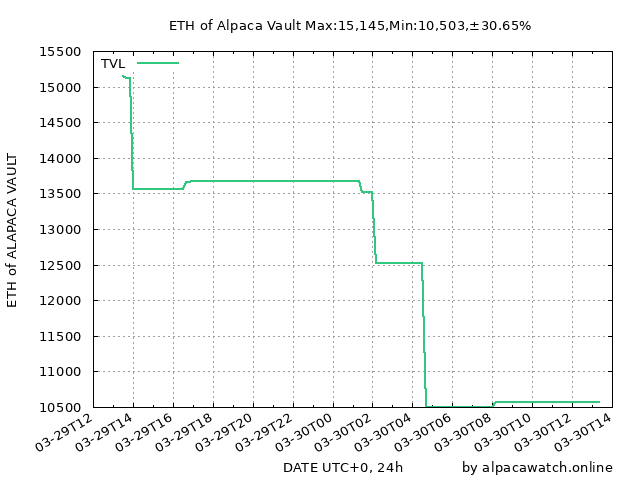 ETH of Alpaca Vault Max:15,145,Min:10,503,±30.65%
15500
TVL
15000
14500
14000
13500
13000
12500
12000
11500
11000
10500
ETH of ALAPACA VAULT
03-29T12
03-29T14
03-29T16
03-29T18
03-29T20
03-29T22
03-30T00
03-30T02
03-30T04
03-30T06
03-30T08
03-30T10
03-30T12
03-30T14
DATE UTC+0, 24h
by alpacawatch.online